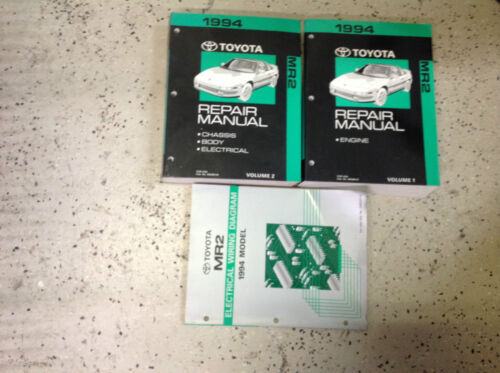 1994
TOYOTA
MR2
REPAIR
MANUAL
• CHASSIS
• BODY
• ELECTRICAL
VOLUME 2
1994
TOYOTA
MR2
REPAIR
MANUAL
• ENGINE
VOLUME 1
TOYOTA
MR2
1994 MODEL
ELECTRICAL WIRING DIAGRAM